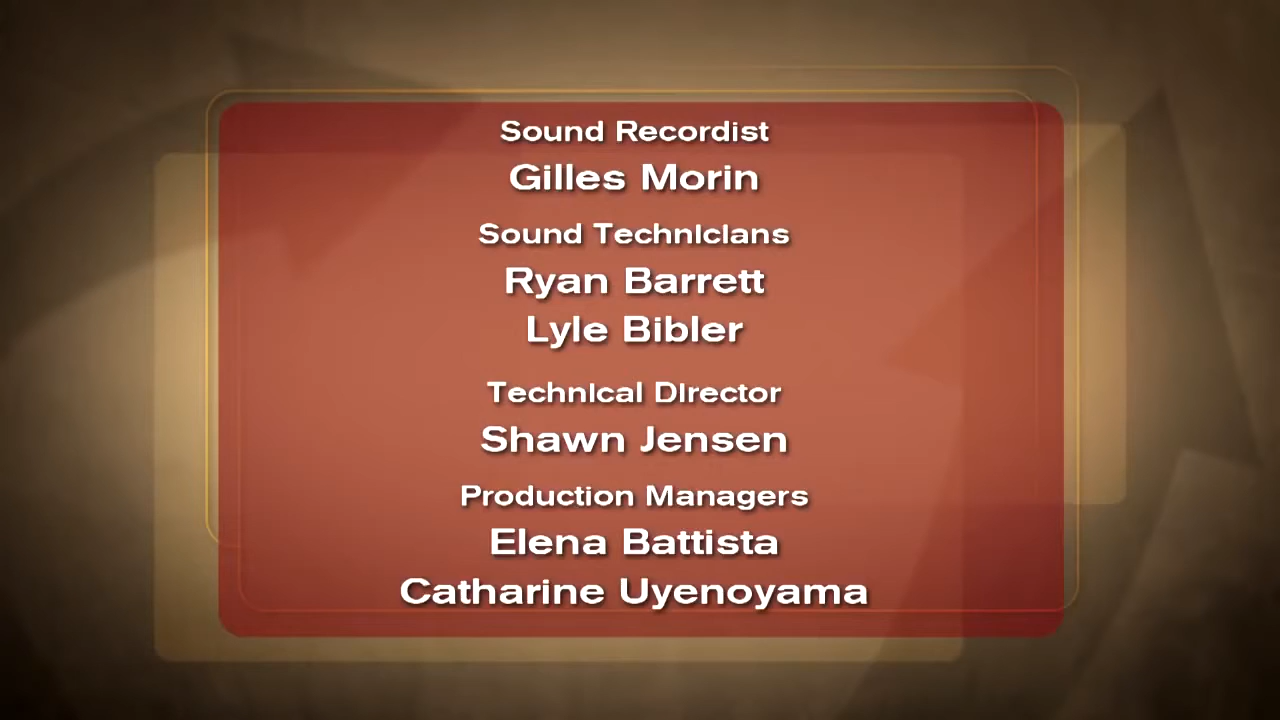 Sound Recordist
Gilles Morin
Sound Technicians
Ryan Barrett
Lyle Bibler
Technical Director
Shawn Jensen
Production Managers
Elena Battista
Catharine Uyenoyama